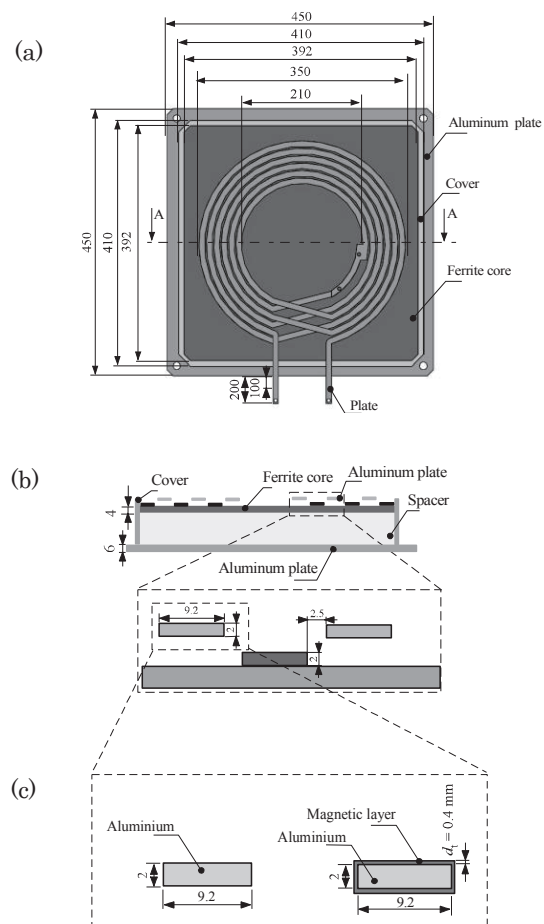 (a)
450
410
392
350
210
450
410
392
A
A
Aluminum plate
Cover
Ferrite core
200
100
Plate
(b)
Cover
Ferrite core
Aluminum plate
Spacer
4
6
Aluminum plate
9.2
2
2.5
2
(c)
Aluminium
Magnetic layer
Aluminium
dₜ = 0.4 mm
2
9.2
2
9.2